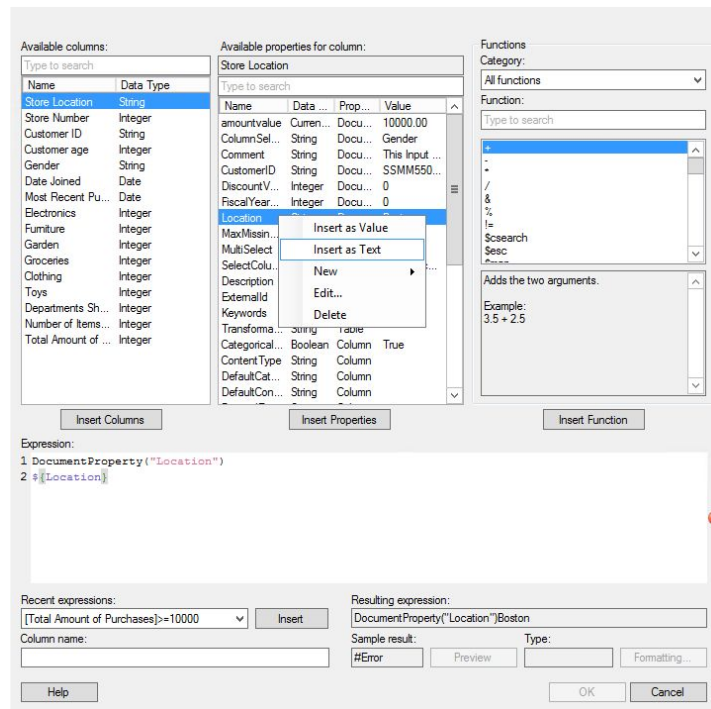 Available columns:
Type to search
Name Data Type
Store Location String
Store Number Integer
Customer ID String
Customer age Integer
Gender String
Date Joined Date
Most Recent Pu... Date
Electronics Integer
Furniture Integer
Garden Integer
Groceries Integer
Clothing Integer
Toys Integer
Departments Sh... Integer
Number of Items... Integer
Total Amount of ... Integer
Insert Columns
Available properties for column:
Store Location
Type to search
Name Data ... Prop... Value
amountvalue Curren... Docu... 10000.00
ColumnSel... String Docu... Gender
Comment String Docu... This Input ...
CustomerID String Docu... SSMM550...
DiscountV... Integer Docu... 0
FiscalYear... Integer Docu... 0
Location
MaxMissin...
MultiSelect
SelectColu...
Description
ExternalId
Keywords
Transforma... String Table
Categorical... Boolean Column True
ContentType String Column
DefaultCat... String Column
DefaultCon... String Column
Insert as Value
Insert as Text
New
Edit...
Delete
Insert Properties
Functions
Category:
All functions
Function:
Type to search
+
-
*
/
&
%
!=
$csearch
$esc
Adds the two arguments.
Example:
3.5 + 2.5
Insert Function
Expression:
1 DocumentProperty("Location")
2 ${Location}
Recent expressions:
[Total Amount of Purchases]>=10000
Insert
Resulting expression:
DocumentProperty("Location")Boston
Column name:
Sample result:
#Error
Preview
Type:
Formatting...
Help
OK
Cancel